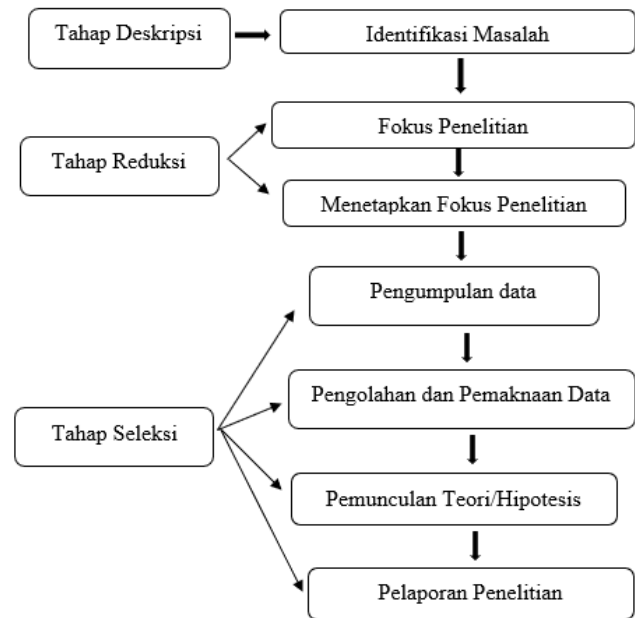 Tahap Deskripsi
Identifikasi Masalah
Fokus Penelitian
Tahap Reduksi
Menetapkan Fokus Penelitian
Pengumpulan data
Pengolahan dan Pemaknaan Data
Tahap Seleksi
Pemunculan Teori/Hipotesis
Pelaporan Penelitian